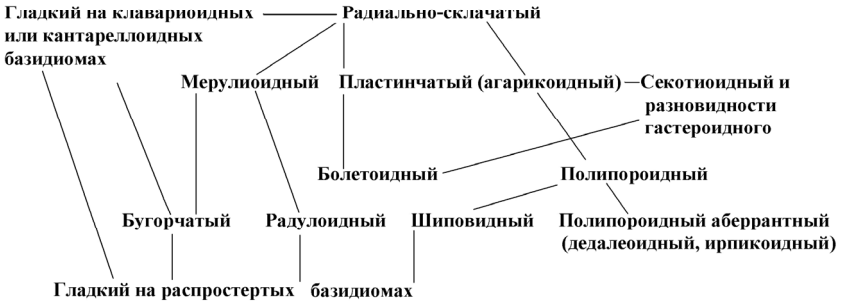 Гладкий на клавариоидных
или кантареллоидных
базидиомах
Радиально-склачатый
Мерулиоидный
Пластинчатый (агарикоидный)
Секотиоидный и
разновидности
гастероидного
Болетоидный
Полипороидный
Бугорчатый
Радулоидный
Шиповидный
Полипороидный аберрантный
(дедалеоидный, ирпикоидный)
Гладкий на распростертых базидиомах